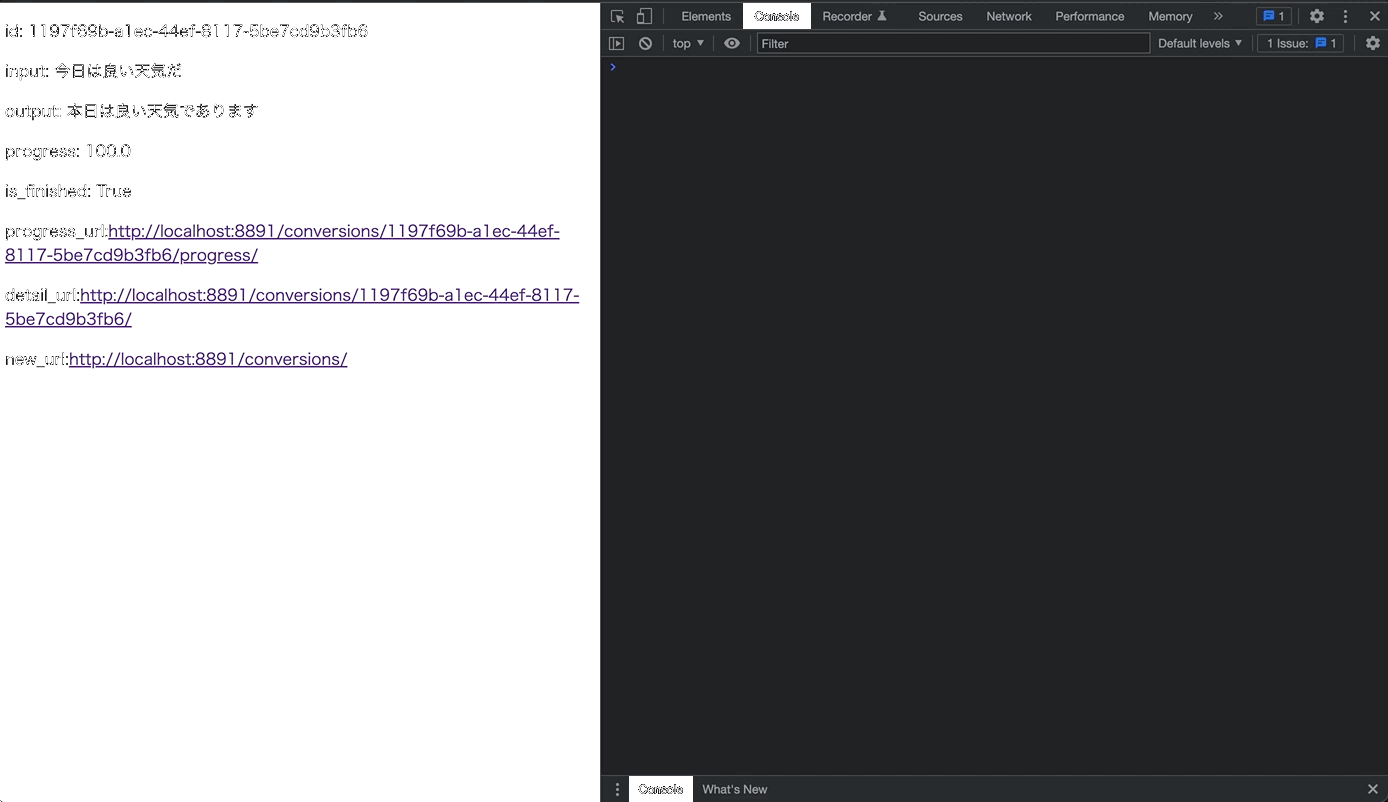 id: 1197f69b-a1ec-44ef-8117-5be7cd9b3fb6
input: 今日は良い天気だ
output: 本日は良い天気であります
progress: 100.0
is_finished: True
progress_url:http://localhost:8891/conversions/1197f69b-a1ec-44ef-
8117-5be7cd9b3fb6/progress/
detail_url:http://localhost:8891/conversions/1197f69b-a1ec-44ef-8117-
5be7cd9b3fb6/
new_url:http://localhost:8891/conversions/
Elements Console Recorder Sources Network Performance Memory » 1
top Filter Default levels 1 Issue: 1
Console What's New